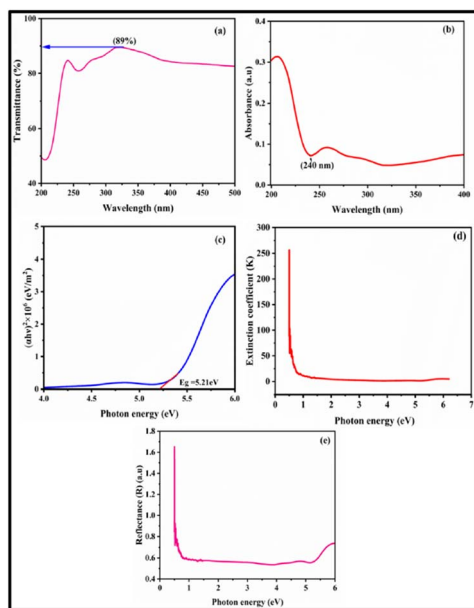 (a)
(89%)
Transmittance (%)
100
80
60
40
200 250 300 350 400 450 500
Wavelength (nm)
(b)
Absorbance (a.u)
0.4
0.3
0.2
0.1
0.0
(240 nm)
200 250 300 350 400
Wavelength (nm)
(c)
(αhν)²×10⁶ (eV/m²)
5
4
3
2
1
0
Eg =5.21eV
4.0 4.5 5.0 5.5 6.0
Photon energy (eV)
(d)
Extinction coefficient (K)
300
250
200
150
100
50
0
0 1 2 3 4 5 6 7
Photon energy (eV)
(e)
Reflectance (R) (a.u)
1.8
1.6
1.4
1.2
1.0
0.8
0.6
0.4
0 1 2 3 4 5 6
Photon energy (eV)